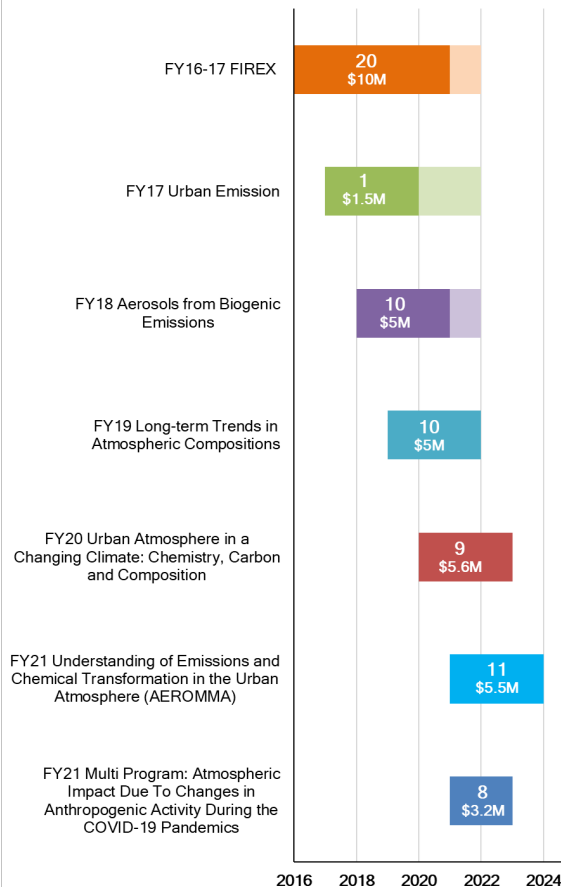 FY16-17 FIREX
20
$10M
FY17 Urban Emission
1
$1.5M
FY18 Aerosols from Biogenic
Emissions
10
$5M
FY19 Long-term Trends in
Atmospheric Compositions
10
$5M
FY20 Urban Atmosphere in a
Changing Climate: Chemistry, Carbon
and Composition
9
$5.6M
FY21 Understanding of Emissions and
Chemical Transformation in the Urban
Atmosphere (AEROMMA)
11
$5.5M
FY21 Multi Program: Atmospheric
Impact Due To Changes in
Anthropogenic Activity During the
COVID-19 Pandemics
8
$3.2M
2016 2018 2020 2022 2024